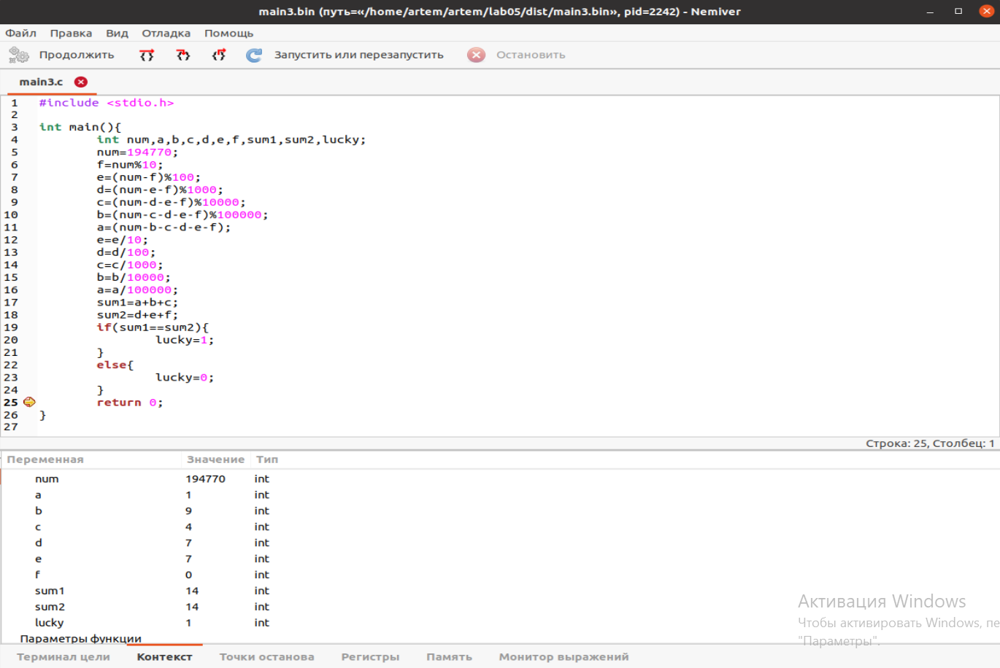 main3.bin (путь=«/home/artem/artem/lab05/dist/main3.bin», pid=2242) - Nemiver
Файл Правка Вид Отладка Помощь
Продолжить Запустить или перезапустить Остановить
main3.c
1 #include <stdio.h>
2
3 int main(){
4 int num,a,b,c,d,e,f,sum1,sum2,lucky;
5 num=194770;
6 f=num%10;
7 e=(num-f)%100;
8 d=(num-e-f)%1000;
9 c=(num-d-e-f)%10000;
10 b=(num-c-d-e-f)%100000;
11 a=(num-b-c-d-e-f);
12 e=e/10;
13 d=d/100;
14 c=c/1000;
15 b=b/10000;
16 a=a/100000;
17 sum1=a+b+c;
18 sum2=d+e+f;
19 if(sum1==sum2){
20 lucky=1;
21 }
22 else{
23 lucky=0;
24 }
25 return 0;
26 }
27
Строка: 25, Столбец: 1
Переменная Значение Тип
num 194770 int
a 1 int
b 9 int
c 4 int
d 7 int
e 7 int
f 0 int
sum1 14 int
sum2 14 int
lucky 1 int
Параметры функции
Активация Windows
Чтобы активировать Windows, пе
"Параметры".
Терминал цели Контекст Точки останова Регистры Память Монитор выражений